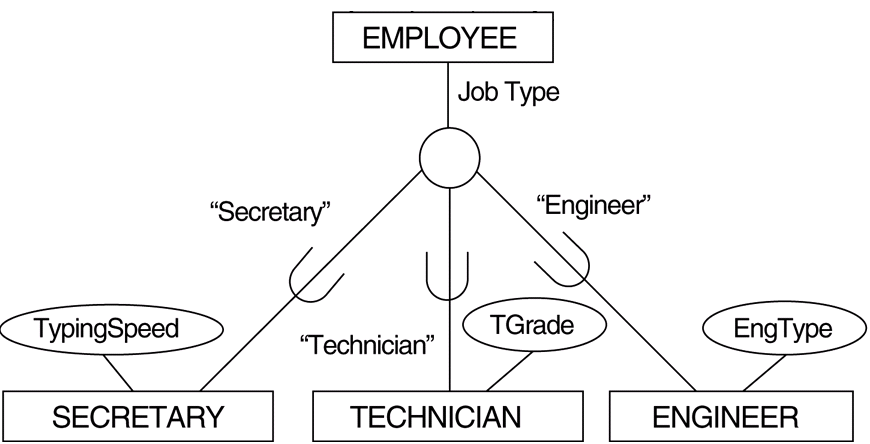 EMPLOYEE
Job Type
“Secretary”
“Engineer”
“Technician”
TypingSpeed
TGrade
EngType
SECRETARY
TECHNICIAN
ENGINEER